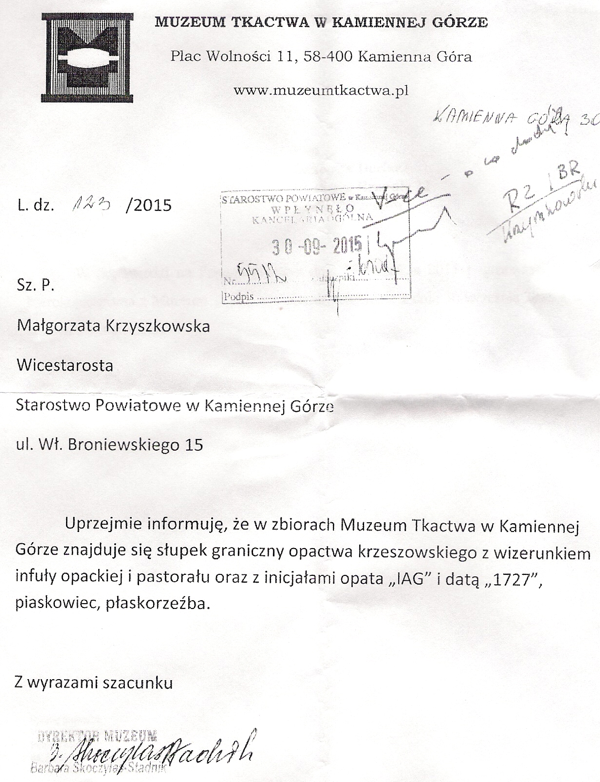 MUZEUM TKACTWA W KAMIENNEJ GÓRZE
Plac Wolności 11, 58-400 Kamienna Góra
www.muzeumtkactwa.pl
KAMIENNA GÓRA 30
L. dz. 123 /2015
STAROSTWO POWIATOWE w Kamiennej Górze
WPŁYNĘŁO
KANCELARIA OGÓLNA
30-09-2015
Nr
Podpis
RZ / BR
Sz. P.
Małgorzata Krzyszkowska
Wicestarosta
Starostwo Powiatowe w Kamiennej Górze
ul. Wł. Broniewskiego 15
Uprzejmie informuję, że w zbiorach Muzeum Tkactwa w Kamiennej
Górze znajduje się słupek graniczny opactwa krzeszowskiego z wizerunkiem
infuły opackiej i pastorału oraz z inicjałami opata „IAG” i datą „1727”,
piaskowiec, płaskorzeźba.
Z wyrazami szacunku
DYREKTOR MUZEUM
B. Skoczylas-Stadnik
Barbara Skoczylas-Stadnik